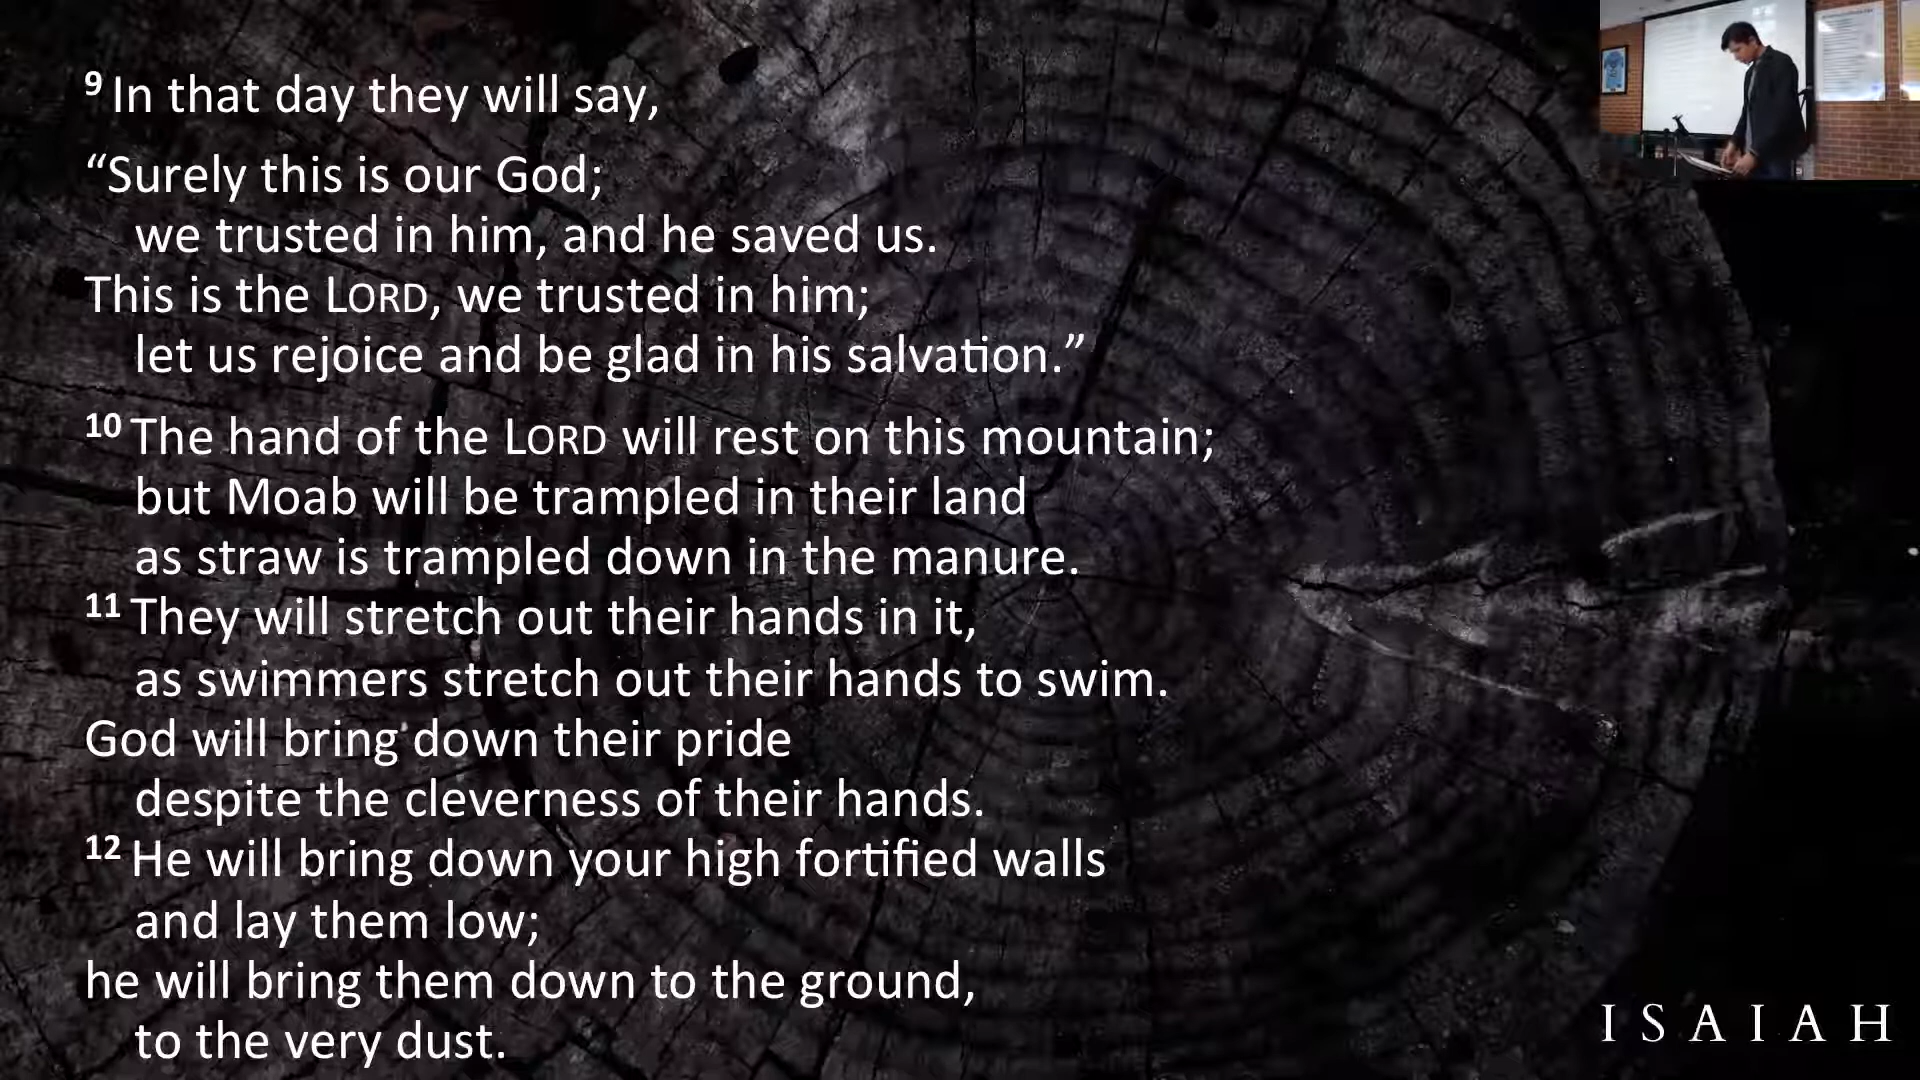 9 In that day they will say,
“Surely this is our God;
we trusted in him, and he saved us.
This is the LORD, we trusted in him;
let us rejoice and be glad in his salvation.”
10 The hand of the LORD will rest on this mountain;
but Moab will be trampled in their land
as straw is trampled down in the manure.
11 They will stretch out their hands in it,
as swimmers stretch out their hands to swim.
God will bring down their pride
despite the cleverness of their hands.
12 He will bring down your high fortified walls
and lay them low;
he will bring them down to the ground,
to the very dust.
ISAIAH